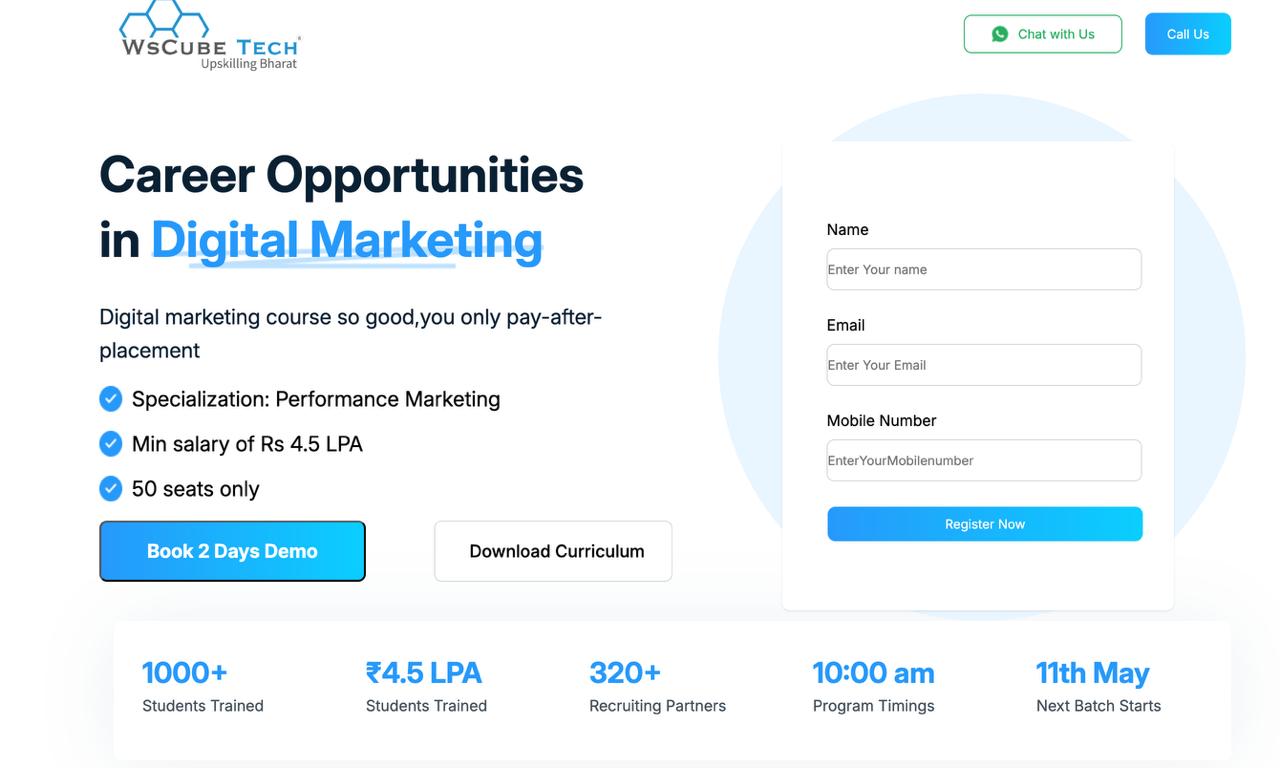 WsCube Tech®
Upskilling Bharat
Chat with Us
Call Us
Career Opportunities
in Digital Marketing
Digital marketing course so good,you only pay-after-
placement
Specialization: Performance Marketing
Min salary of Rs 4.5 LPA
50 seats only
Book 2 Days Demo
Download Curriculum
Name
Enter Your name
Email
Enter Your Email
Mobile Number
EnterYourMobilenumber
Register Now
1000+
Students Trained
₹4.5 LPA
Students Trained
320+
Recruiting Partners
10:00 am
Program Timings
11th May
Next Batch Starts